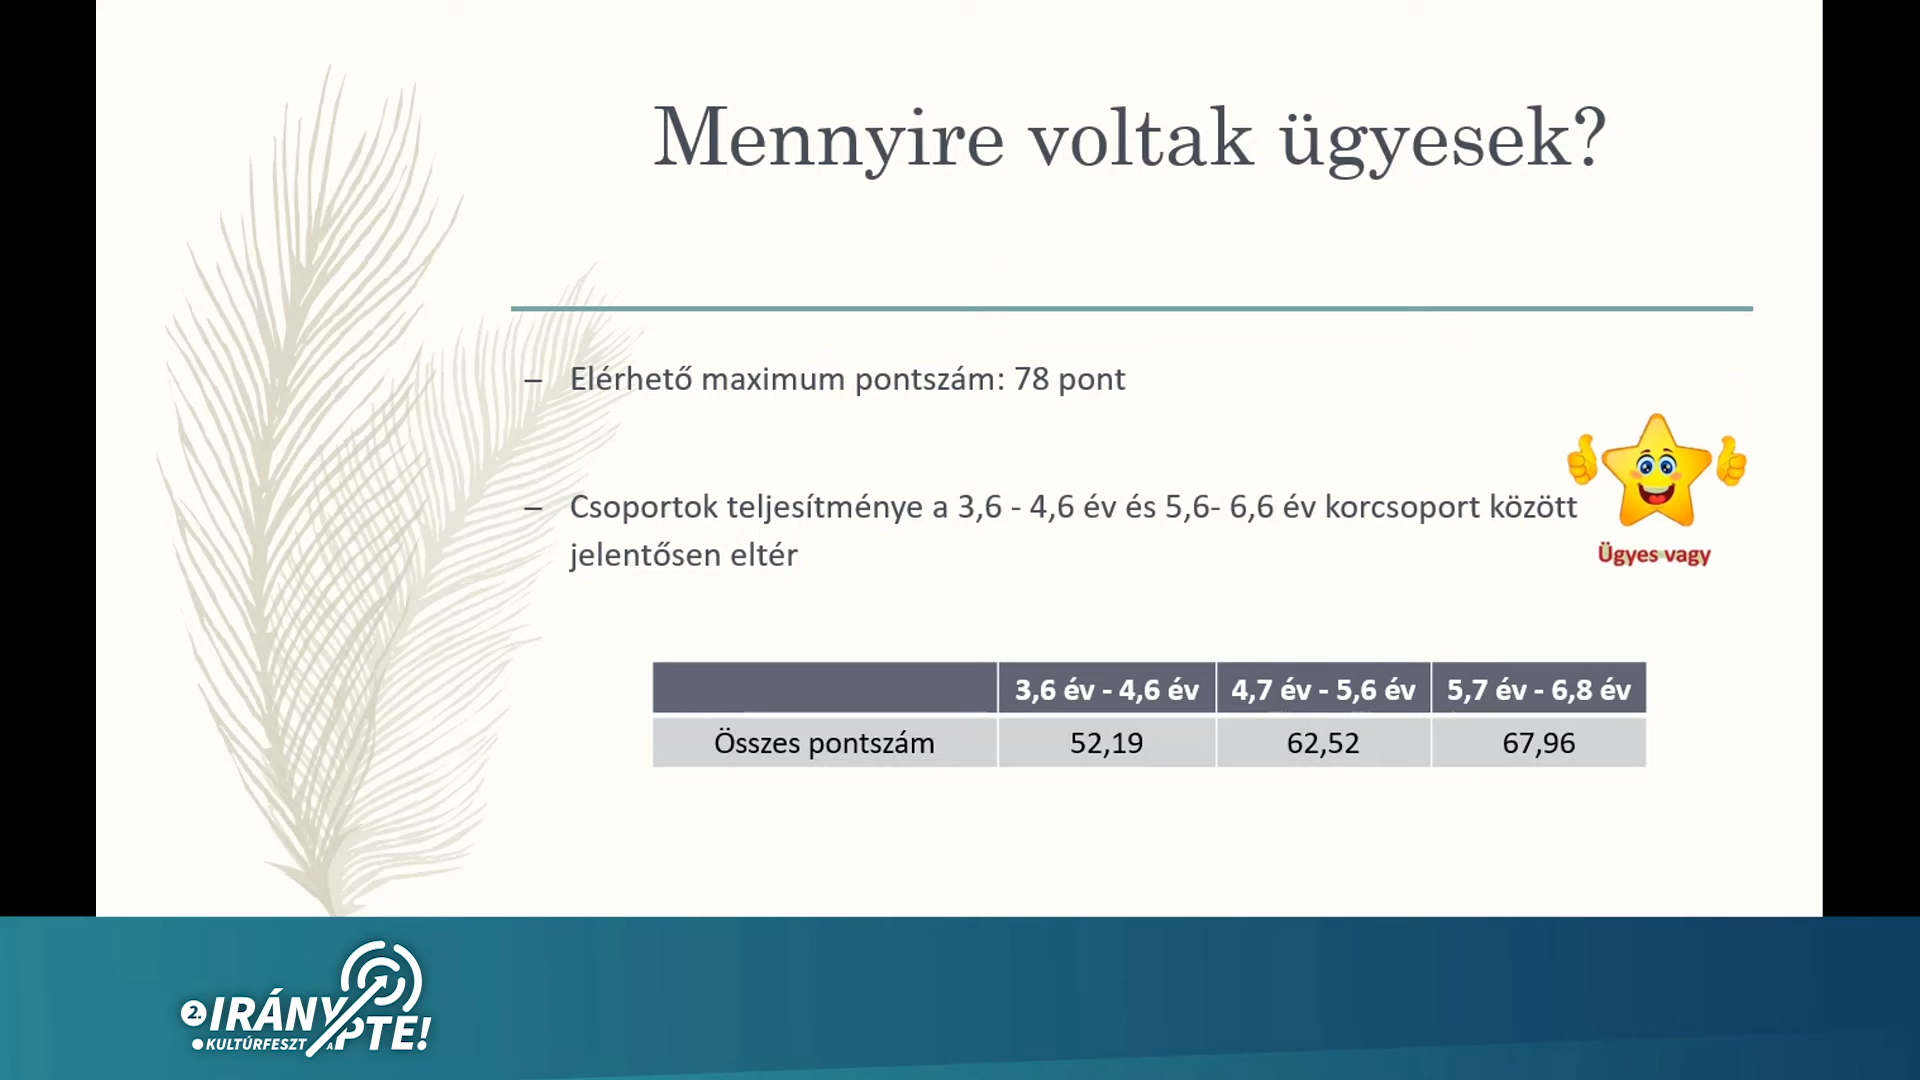 Mennyire voltak ügyesek?
– Elérhető maximum pontszám: 78 pont
– Csoportok teljesítménye a 3,6 - 4,6 év és 5,6- 6,6 év korcsoport között
jelentősen eltér
Ügyes vagy
3,6 év - 4,6 év 4,7 év - 5,6 év 5,7 év - 6,8 év
Összes pontszám 52,19 62,52 67,96
2. IRÁNY
A PTE!
KULTÚRFESZT